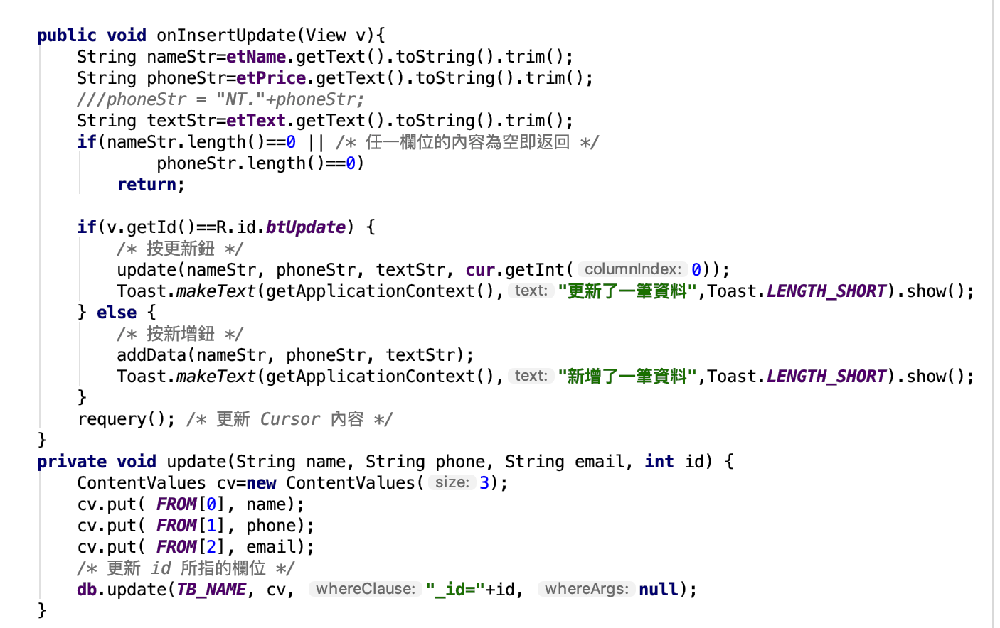 public void onInsertUpdate(View v){
String nameStr=etName.getText().toString().trim();
String phoneStr=etPrice.getText().toString().trim();
///phoneStr = "NT."+phoneStr;
String textStr=etText.getText().toString().trim();
if(nameStr.length()==0 || /* 任一欄位的內容為空即返回 */
phoneStr.length()==0)
return;
if(v.getId()==R.id.btUpdate) {
/* 按更新鈕 */
update(nameStr, phoneStr, textStr, cur.getInt( columnIndex: 0));
Toast.makeText(getApplicationContext(), text: "更新了一筆資料",Toast.LENGTH_SHORT).show();
} else {
/* 按新增鈕 */
addData(nameStr, phoneStr, textStr);
Toast.makeText(getApplicationContext(), text: "新增了一筆資料",Toast.LENGTH_SHORT).show();
}
requery(); /* 更新 Cursor 內容 */
}
private void update(String name, String phone, String email, int id) {
ContentValues cv=new ContentValues( size: 3);
cv.put( FROM[0], name);
cv.put( FROM[1], phone);
cv.put( FROM[2], email);
/* 更新 id 所指的欄位 */
db.update(TB_NAME, cv, whereClause: "_id="+id, whereArgs: null);
}